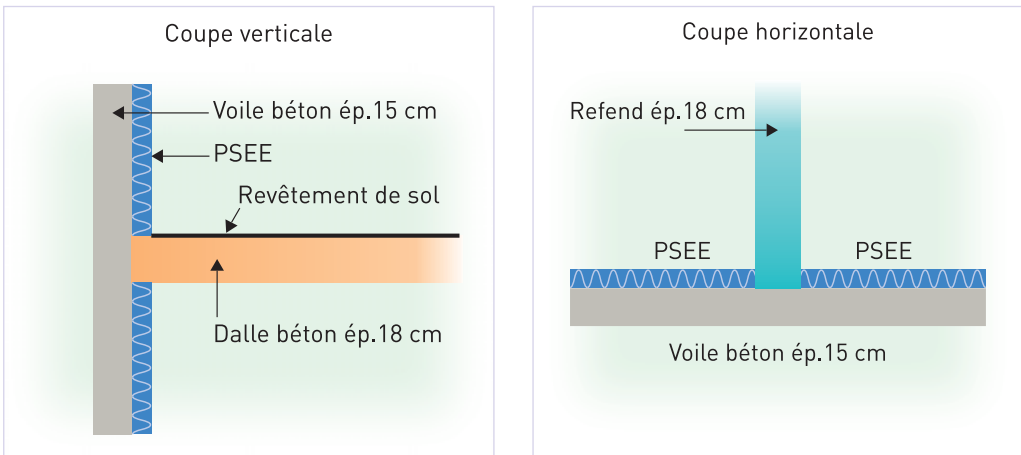 Coupe verticale
Voile béton ép.15 cm
PSEE
Revêtement de sol
Dalle béton ép.18 cm
Coupe horizontale
Refend ép.18 cm
PSEE
PSEE
Voile béton ép.15 cm